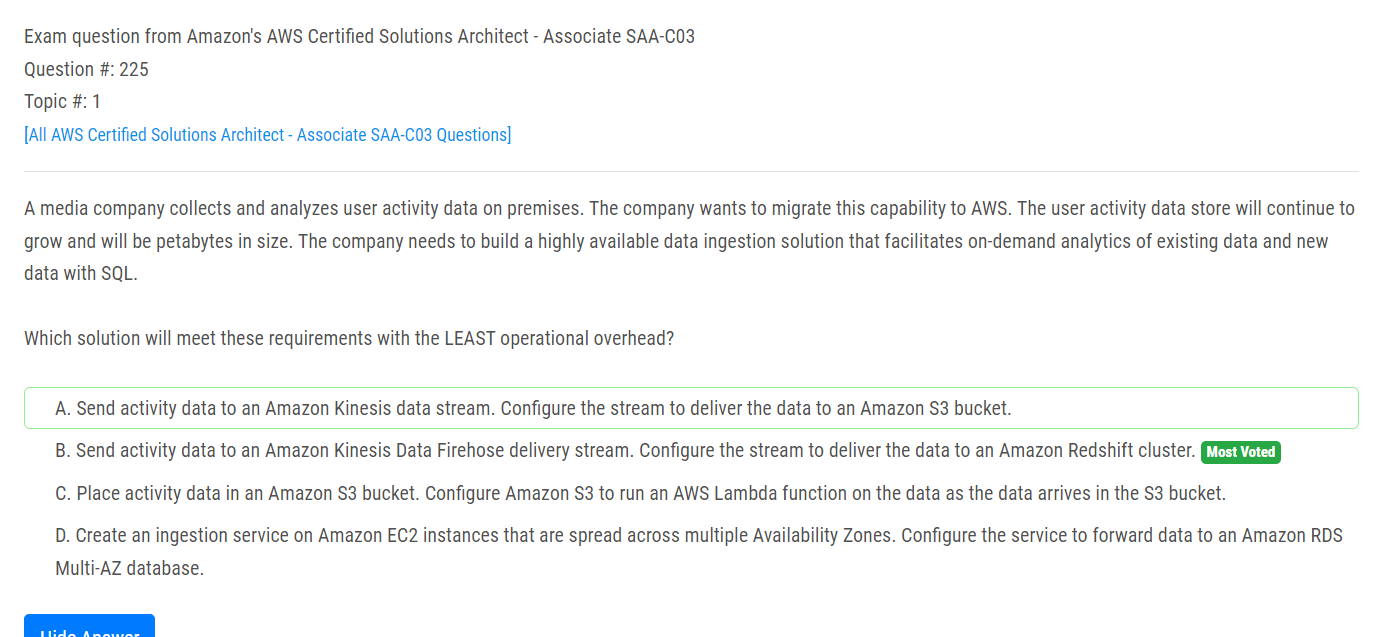 Exam question from Amazon's AWS Certified Solutions Architect - Associate SAA-C03
Question #: 225
Topic #: 1
[All AWS Certified Solutions Architect - Associate SAA-C03 Questions]
A media company collects and analyzes user activity data on premises. The company wants to migrate this capability to AWS. The user activity data store will continue to
grow and will be petabytes in size. The company needs to build a highly available data ingestion solution that facilitates on-demand analytics of existing data and new
data with SQL.
Which solution will meet these requirements with the LEAST operational overhead?
A. Send activity data to an Amazon Kinesis data stream. Configure the stream to deliver the data to an Amazon S3 bucket.
B. Send activity data to an Amazon Kinesis Data Firehose delivery stream. Configure the stream to deliver the data to an Amazon Redshift cluster. Most Voted
C. Place activity data in an Amazon S3 bucket. Configure Amazon S3 to run an AWS Lambda function on the data as the data arrives in the S3 bucket.
D. Create an ingestion service on Amazon EC2 instances that are spread across multiple Availability Zones. Configure the service to forward data to an Amazon RDS
Multi-AZ database.
Hide Answer